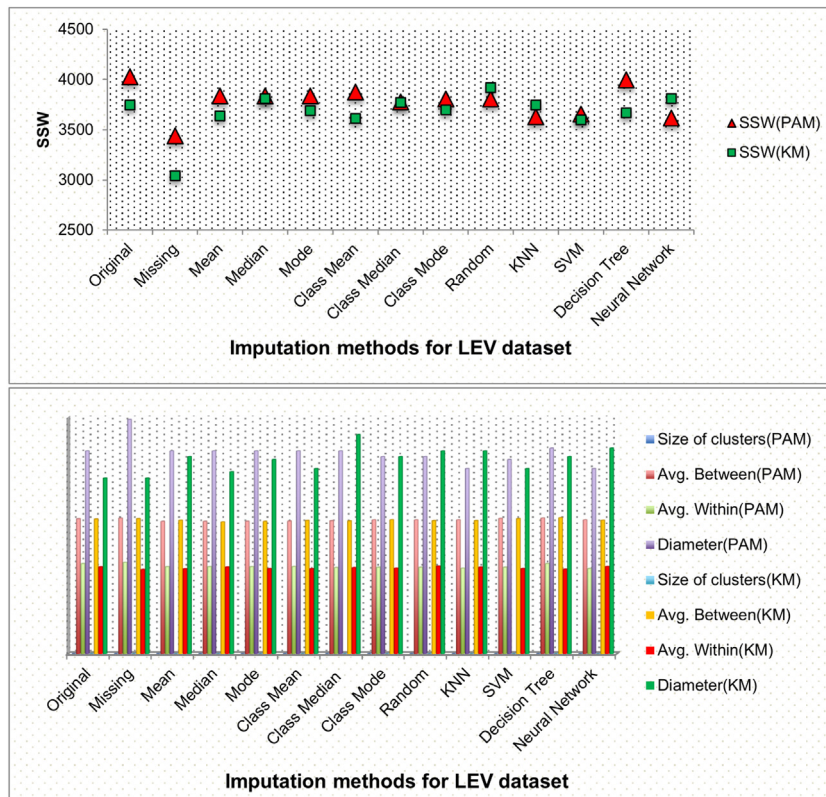 4500
4000
3500
3000
2500
SSW
SSW(PAM)
SSW(KM)
Original
Missing
Mean
Median
Mode
Class Mean
Class Median
Class Mode
Random
KNN
SVM
Decision Tree
Neural Network
Imputation methods for LEV dataset
Size of clusters(PAM)
Avg. Between(PAM)
Avg. Within(PAM)
Diameter(PAM)
Size of clusters(KM)
Avg. Between(KM)
Avg. Within(KM)
Diameter(KM)
Original
Missing
Mean
Median
Mode
Class Mean
Class Median
Class Mode
Random
KNN
SVM
Decision Tree
Neural Network
Imputation methods for LEV dataset